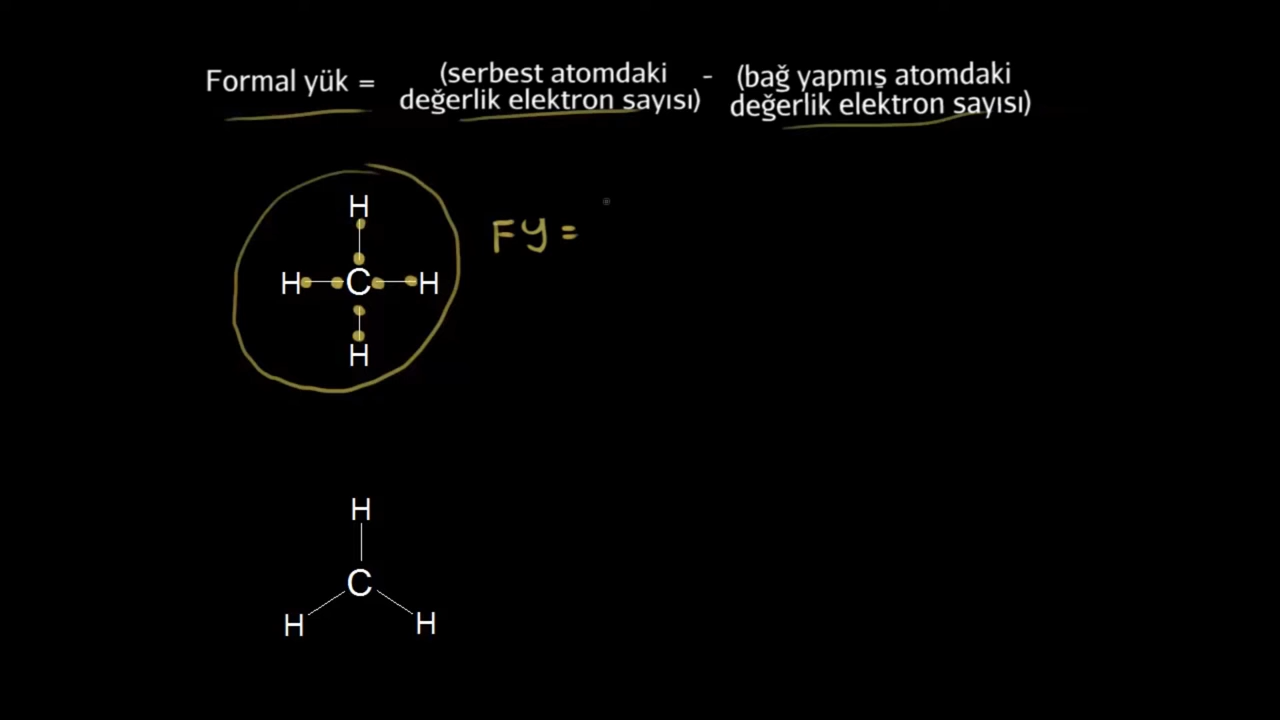 Formal yük = (serbest atomdaki değerlik elektron sayısı) - (bağ yapmış atomdaki değerlik elektron sayısı)
H
H C H
H
FY =
H
C
H H